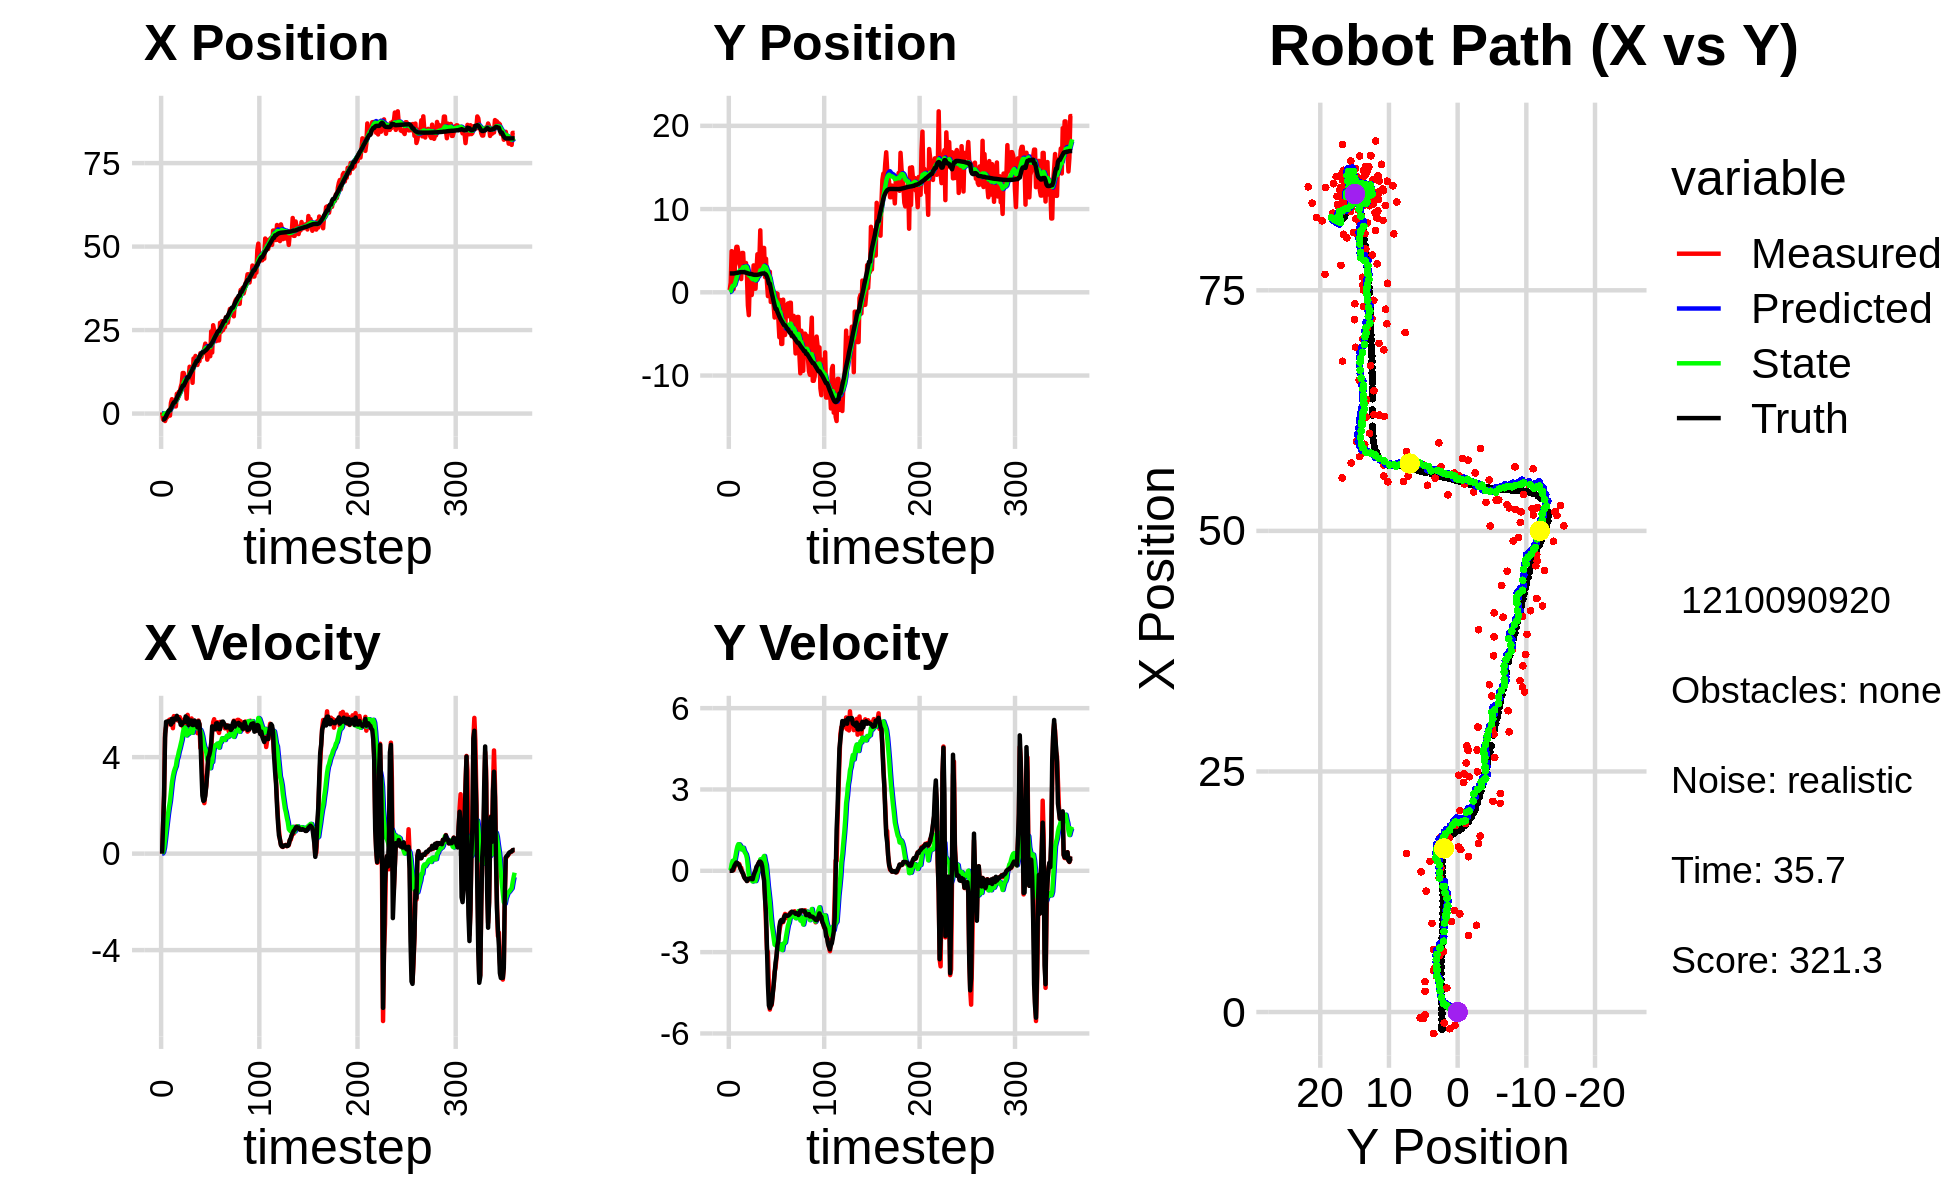 X Position
75
50
25
0
0
100
200
300
timestep
Y Position
20
10
0
-10
0
100
200
300
timestep
X Velocity
4
0
-4
0
100
200
300
timestep
Y Velocity
6
3
0
-3
-6
0
100
200
300
timestep
Robot Path (X vs Y)
X Position
75
50
25
0
20 10 0 -10 -20
Y Position
variable
Measured
Predicted
State
Truth
1210090920
Obstacles: none
Noise: realistic
Time: 35.7
Score: 321.3